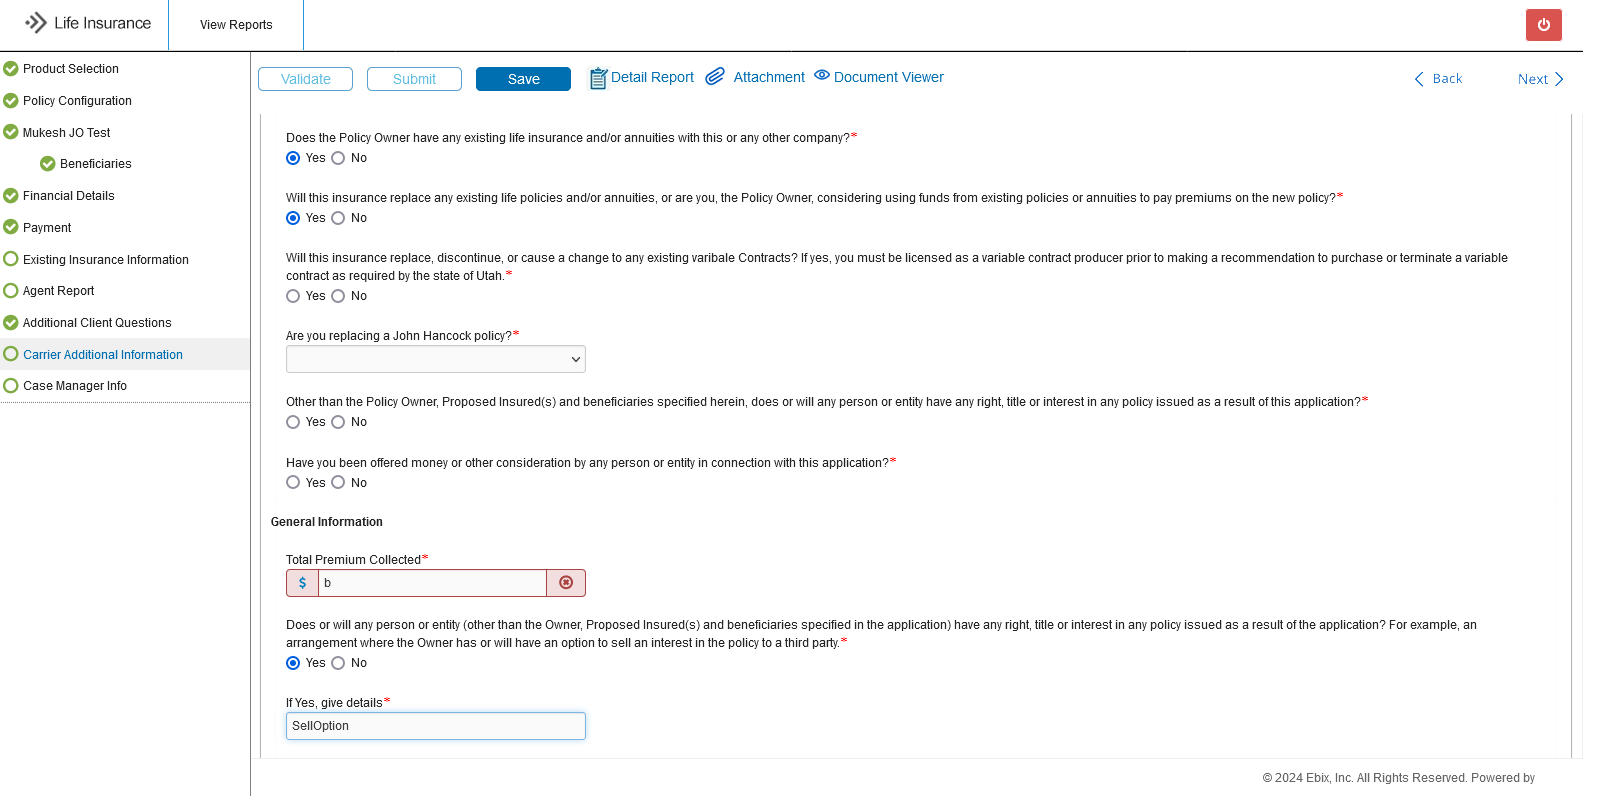 Life Insurance
View Reports
Product Selection
Policy Configuration
Mukesh JO Test
Beneficiaries
Financial Details
Payment
Existing Insurance Information
Agent Report
Additional Client Questions
Carrier Additional Information
Case Manager Info
Validate
Submit
Save
Detail Report
Attachment
Document Viewer
Back
Next
Does the Policy Owner have any existing life insurance and/or annuities with this or any other company?*
Yes No
Will this insurance replace any existing life policies and/or annuities, or are you, the Policy Owner, considering using funds from existing policies or annuities to pay premiums on the new policy?*
Yes No
Will this insurance replace, discontinue, or cause a change to any existing varibale Contracts? If yes, you must be licensed as a variable contract producer prior to making a recommendation to purchase or terminate a variable
contract as required by the state of Utah.*
Yes No
Are you replacing a John Hancock policy?*
Other than the Policy Owner, Proposed Insured(s) and beneficiaries specified herein, does or will any person or entity have any right, title or interest in any policy issued as a result of this application?*
Yes No
Have you been offered money or other consideration by any person or entity in connection with this application?*
Yes No
General Information
Total Premium Collected*
$ b
Does or will any person or entity (other than the Owner, Proposed Insured(s) and beneficiaries specified in the application) have any right, title or interest in any policy issued as a result of the application? For example, an
arrangement where the Owner has or will have an option to sell an interest in the policy to a third party.*
Yes No
If Yes, give details*
SellOption
© 2024 Ebix, Inc. All Rights Reserved. Powered by